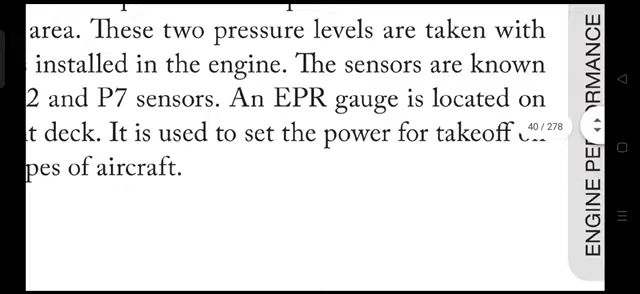 area. These two pressure levels are taken with
installed in the engine. The sensors are known
2 and P7 sensors. An EPR gauge is located on
t deck. It is used to set the power for takeoff
pes of aircraft.
40 / 278
ENGINE PERFORMANCE